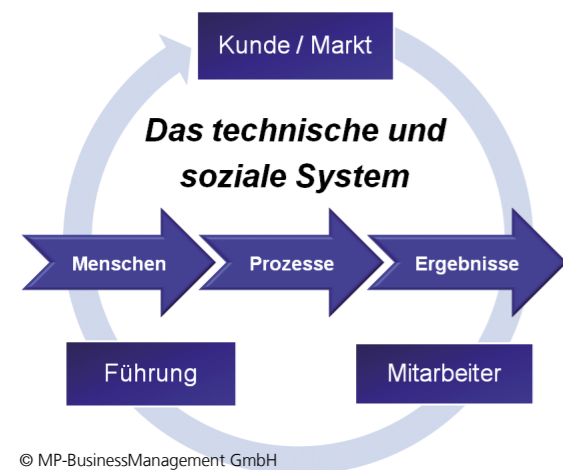 Kunde / Markt
Das technische und
soziale System
Menschen
Prozesse
Ergebnisse
Führung
Mitarbeiter
© MP-BusinessManagement GmbH